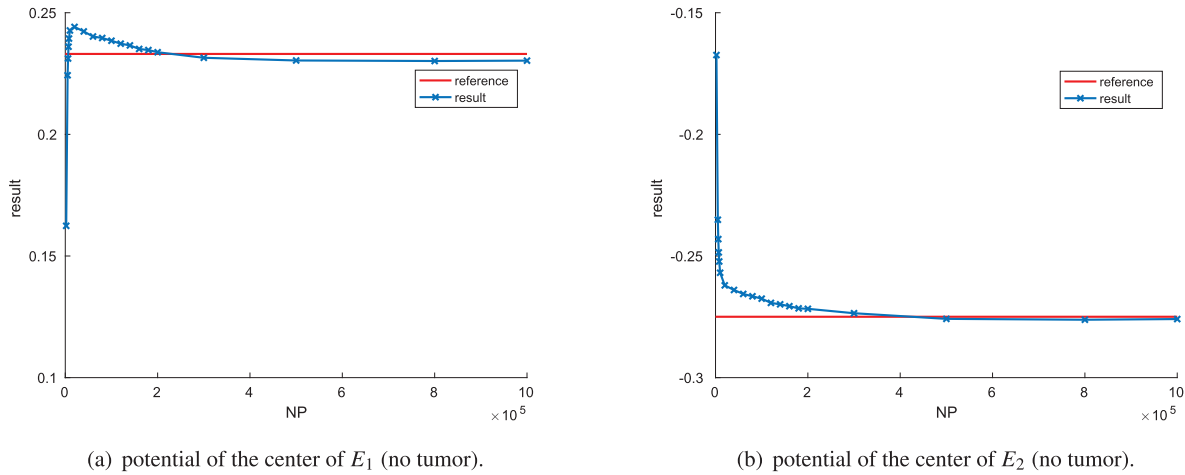 0.25
0.2
0.15
0.1
result
0
2
4
6
8
10
NP
×10^5
reference
result
(a) potential of the center of E_1 (no tumor).
-0.15
-0.2
-0.25
-0.3
result
0
2
4
6
8
10
NP
×10^5
reference
result
(b) potential of the center of E_2 (no tumor).